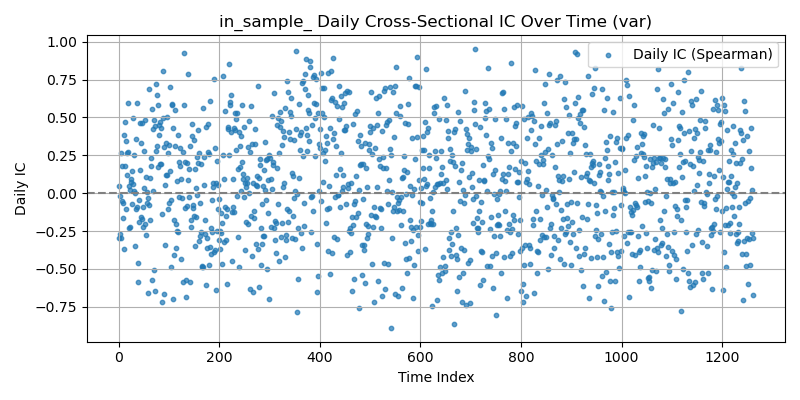 in_sample_ Daily Cross-Sectional IC Over Time (var)
Daily IC (Spearman)
Daily IC
1.00
0.75
0.50
0.25
0.00
−0.25
−0.50
−0.75
0 200 400 600 800 1000 1200
Time Index